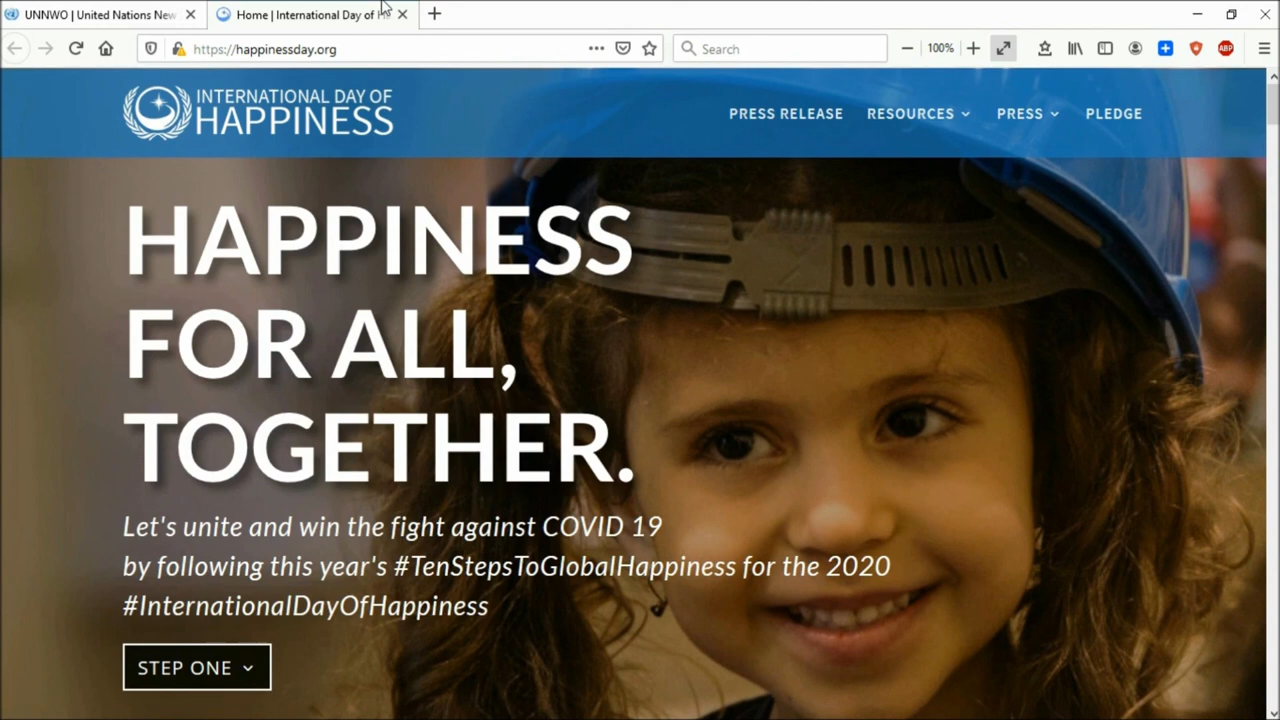 UNNWO | United Nations New
Home | International Day of
https://happinessday.org
Search
100%
ABP
INTERNATIONAL DAY OF
HAPPINESS
PRESS RELEASE
RESOURCES
PRESS
PLEDGE
HAPPINESS
FOR ALL,
TOGETHER.
Let's unite and win the fight against COVID 19
by following this year's #TenStepsToGlobalHappiness for the 2020
#InternationalDayOfHappiness
STEP ONE